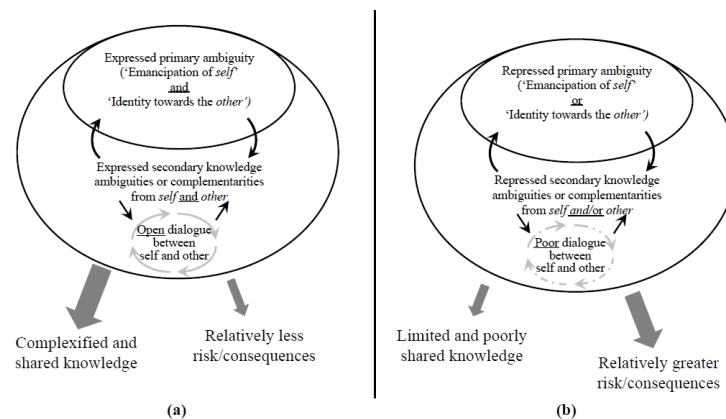 Expressed primary ambiguity
('Emancipation of self'
and
'Identity towards the other')
Expressed secondary knowledge
ambiguities or complementarities
from self and other
Open dialogue
between
self and other
Complexified and
shared knowledge
Relatively less
risk/consequences
(a)
Repressed primary ambiguity
('Emancipation of self'
or
'Identity towards the other')
Repressed secondary knowledge
ambiguities or complementarities
from self and/or other
Poor dialogue
between
self and other
Limited and poorly
shared knowledge
Relatively greater
risk/consequences
(b)